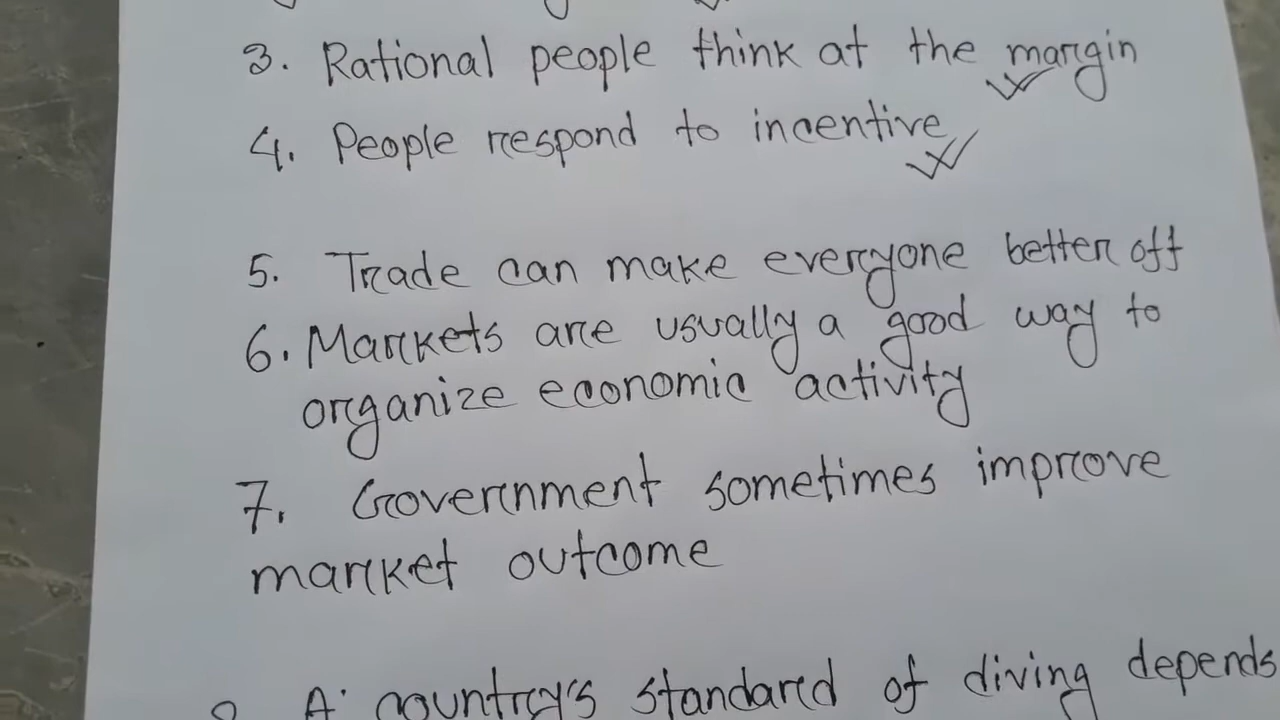 3. Rational people think at the margin
4. People respond to incentive
5. Trade can make everyone better off
6. Markets are usually a good way to
organize economic activity
7. Government sometimes improve
market outcome
A country's standard of diving depends